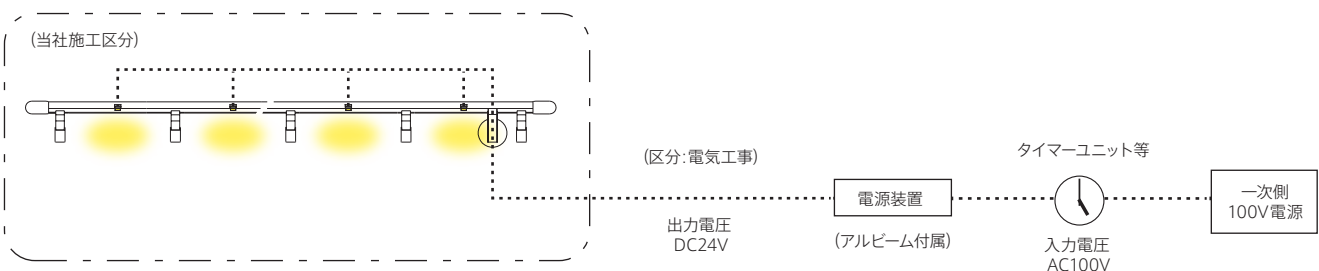 (当社施工区分)
(区分:電気工事)
タイマーユニット等
電源装置
一次側
100V電源
出力電圧
DC24V
(アルビーム付属)
入力電圧
AC100V